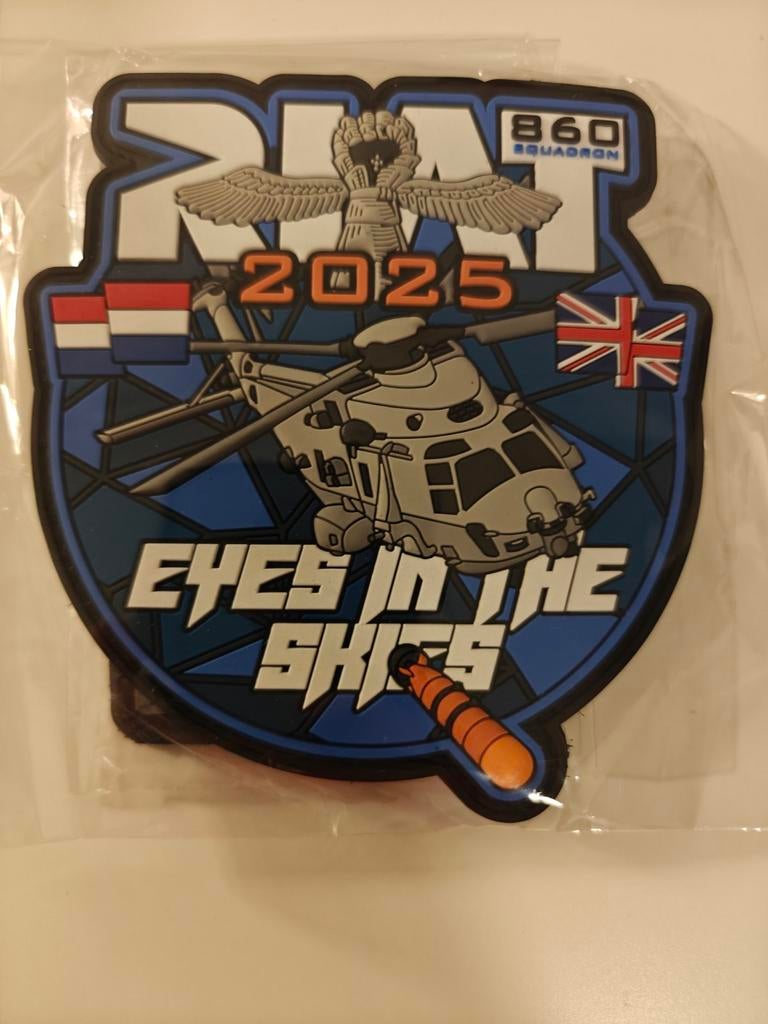 RIAT
860
SQUADRON
2025
EYES IN THE
SKIES